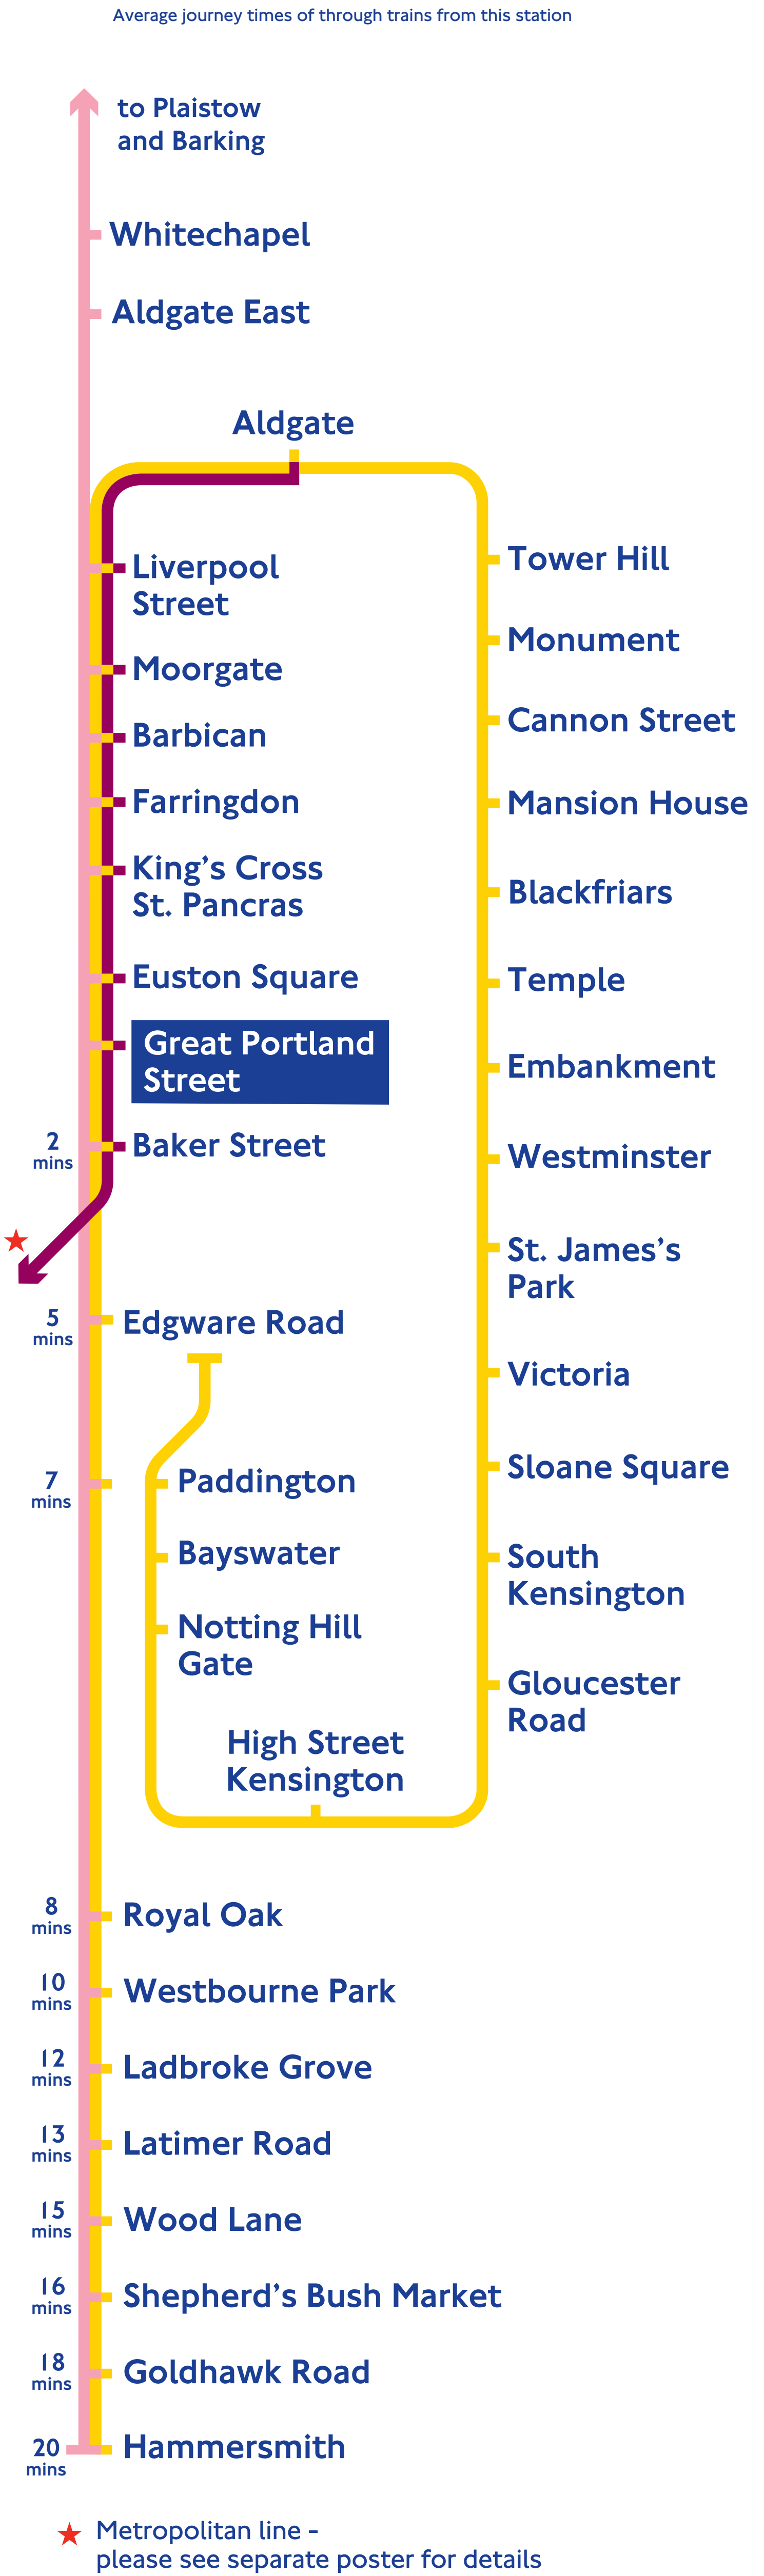 Average journey times of through trains from this station
to Plaistow
and Barking
Whitechapel
Aldgate East
Aldgate
Liverpool
Street
Moorgate
Barbican
Farringdon
King's Cross
St. Pancras
Euston Square
Great Portland
Street
2
mins
Baker Street
5
mins
Edgware Road
7
mins
Paddington
Bayswater
Notting Hill
Gate
High Street
Kensington
Tower Hill
Monument
Cannon Street
Mansion House
Blackfriars
Temple
Embankment
Westminster
St. James's
Park
Victoria
Sloane Square
South
Kensington
Gloucester
Road
8
mins
Royal Oak
10
mins
Westbourne Park
12
mins
Ladbroke Grove
13
mins
Latimer Road
15
mins
Wood Lane
16
mins
Shepherd's Bush Market
18
mins
Goldhawk Road
20
mins
Hammersmith
Metropolitan line -
please see separate poster for details